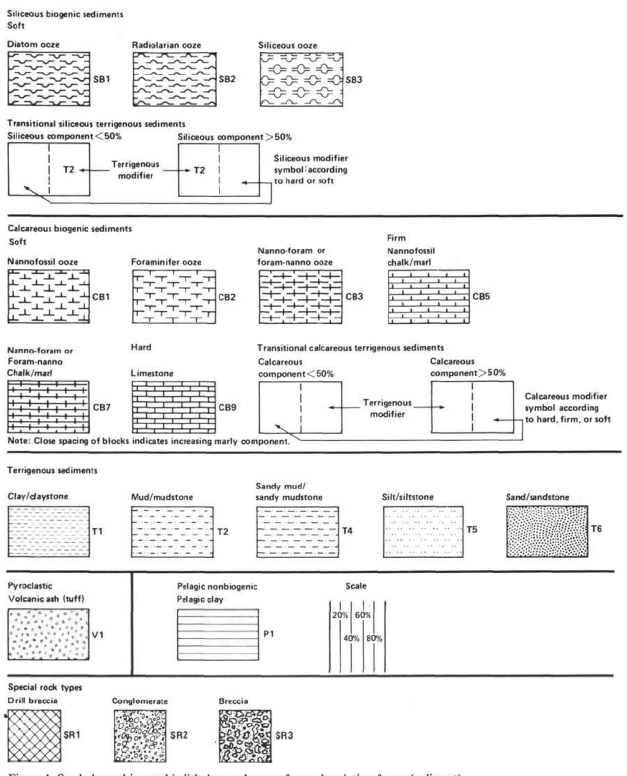 Siliceous biogenic sediments
Soft
Diatom ooze
Radiolarian ooze
Siliceous ooze
SB1
SB2
SB3
Transitional siliceous terrigenous sediments
Siliceous component <50%
Siliceous component >50%
T2
Terrigenous modifier
T2
Siliceous modifier symbol according to hard or soft
Calcareous biogenic sediments
Soft
Firm
Nannofossil ooze
Foraminifer ooze
Nanno-foram or foram-nanno ooze
Nannofossil chalk/marl
CB1
CB2
CB3
CB5
Nanno-foram or Foram-nanno Chalk/marl
Hard
Limestone
Transitional calcareous terrigenous sediments
Calcareous component <50%
Calcareous component >50%
CB7
CB9
Terrigenous modifier
Calcareous modifier symbol according to hard, firm, or soft
Note: Close spacing of blocks indicates increasing marly component.
Terrigenous sediments
Clay/claystone
Mud/mudstone
Sandy mud/ sandy mudstone
Silt/siltstone
Sand/sandstone
T1
T2
T4
T5
T6
Pyroclastic
Volcanic ash (tuff)
V1
Pelagic nonbiogenic
Pelagic clay
P1
Scale
20% 60%
40% 80%
Special rock types
Drill breccia
Conglomerate
Breccia
SR1
SR2
SR3